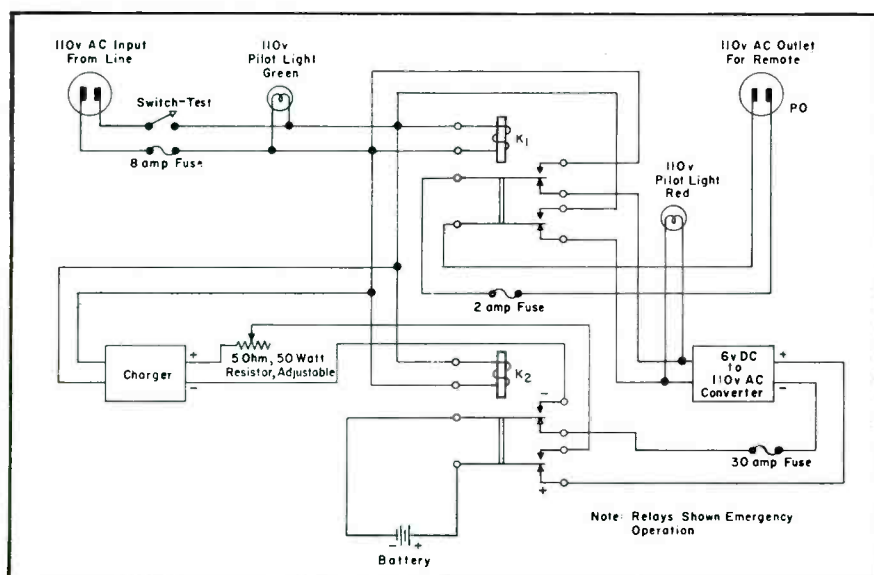 110v AC Input
From Line
110v
Pilot Light
Green
110v AC Outlet
For Remote
Switch-Test
PO
K1
8 amp Fuse
110v
Pilot Light
Red
2 amp Fuse
+
5 Ohm, 50 Watt
Resistor, Adjustable
Charger
-
K2
6v DC
to
110v AC
Converter
+
-
-
30 amp Fuse
+
Note: Relays Shown Emergency
Operation
- +
Battery